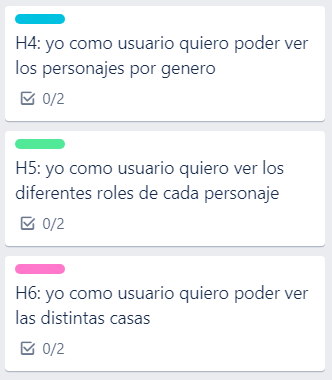 H4: yo como usuario quiero poder ver
los personajes por genero
0/2
H5: yo como usuario quiero ver los
diferentes roles de cada personaje
0/2
H6: yo como usuario quiero poder ver
las distintas casas
0/2